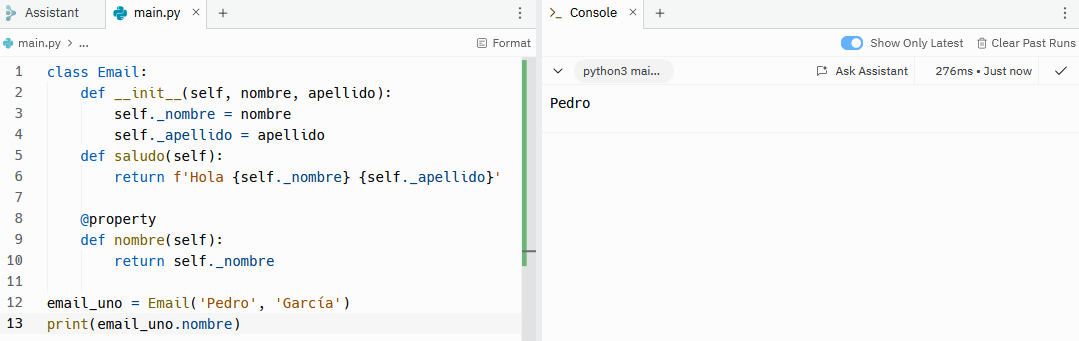 Assistant
main.py × +
main.py > ...
Format
1 class Email:
2 def __init__(self, nombre, apellido):
3 self._nombre = nombre
4 self._apellido = apellido
5 def saludo(self):
6 return f'Hola {self._nombre} {self._apellido}'
7
8 @property
9 def nombre(self):
10 return self._nombre
11
12 email_uno = Email('Pedro', 'García')
13 print(email_uno.nombre)
Console × +
Show Only Latest
Clear Past Runs
python3 mai...
Ask Assistant
276ms • Just now
Pedro